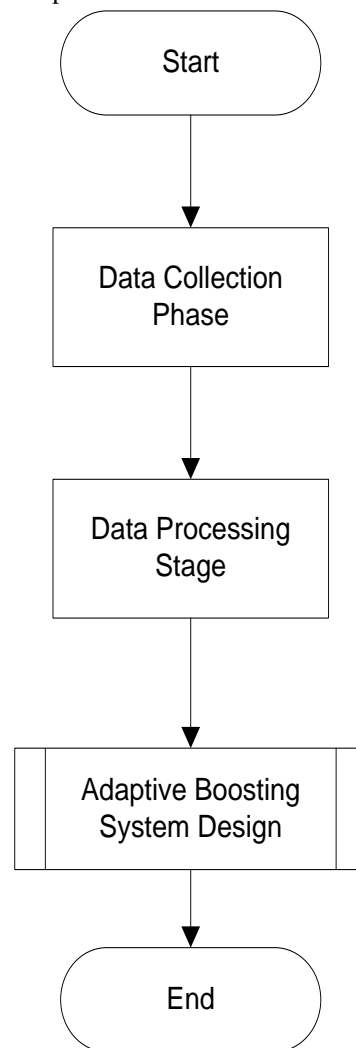 Start
Data Collection
Phase
Data Processing
Stage
Adaptive Boosting
System Design
End